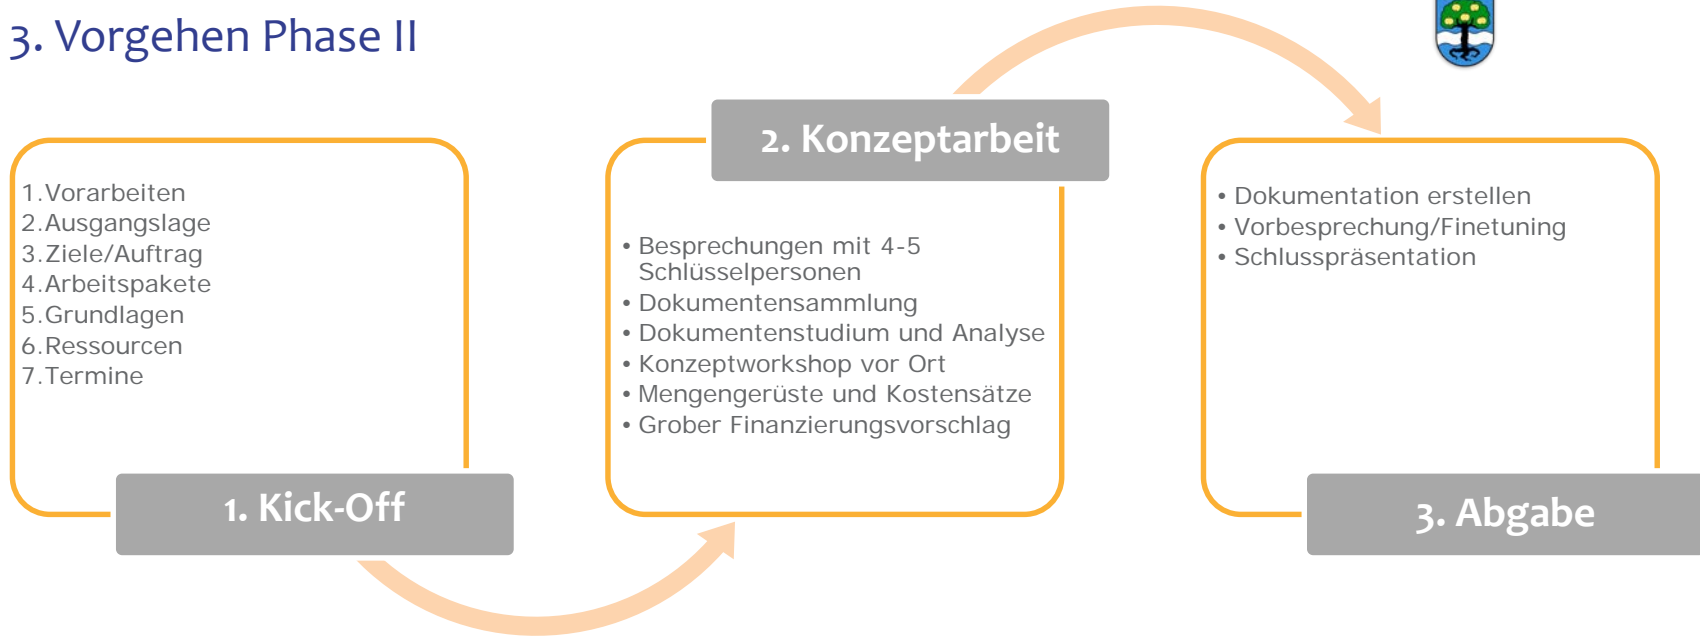 3. Vorgehen Phase II
1.Vorarbeiten
2.Ausgangslage
3.Ziele/Auftrag
4.Arbeitspakete
5.Grundlagen
6.Ressourcen
7.Termine
1. Kick-Off
2. Konzeptarbeit
• Besprechungen mit 4-5
Schlüsselpersonen
• Dokumentensammlung
• Dokumentenstudium und Analyse
• Konzeptworkshop vor Ort
• Mengengerüste und Kostensätze
• Grober Finanzierungsvorschlag
• Dokumentation erstellen
• Vorbesprechung/Finetuning
• Schlusspräsentation
3. Abgabe